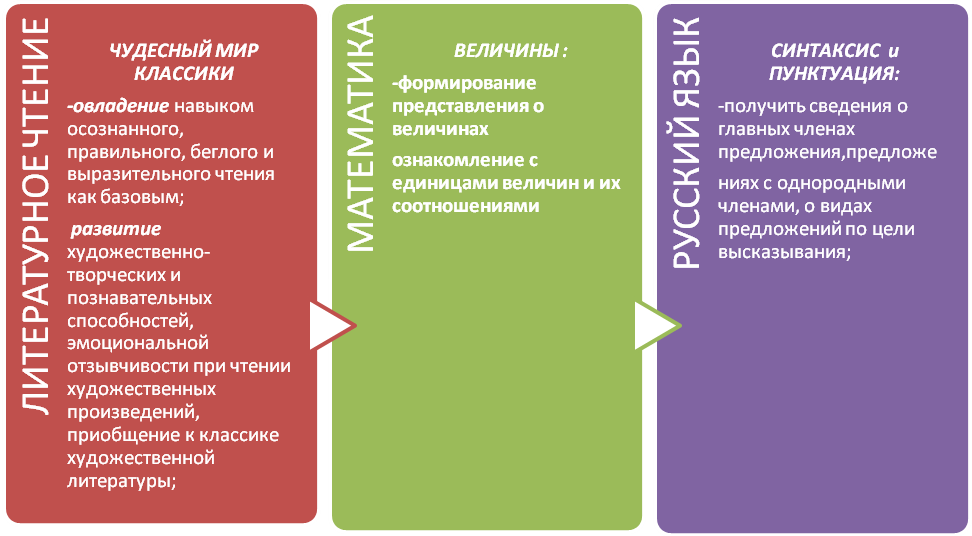 ЛИТЕРАТУРНОЕ ЧТЕНИЕ
ЧУДЕСНЫЙ МИР
КЛАССИКИ
-овладение навыком
осознанного,
правильного, беглого и
выразительного чтения
как базовым;
развитие
художественно-
творческих и
познавательных
способностей,
эмоциональной
отзывчивости при чтении
художественных
произведений,
приобщение к классике
художественной
литературы;
МАТЕМАТИКА
ВЕЛИЧИНЫ :
-формирование
представления о
величинах
ознакомление с
единицами величин и их
соотношениями
РУССКИЙ ЯЗЫК
СИНТАКСИС и
ПУНКТУАЦИЯ:
-получить сведения о
главных членах
предложения,предложе
ниях с однородными
членами, о видах
предложений по цели
высказывания;